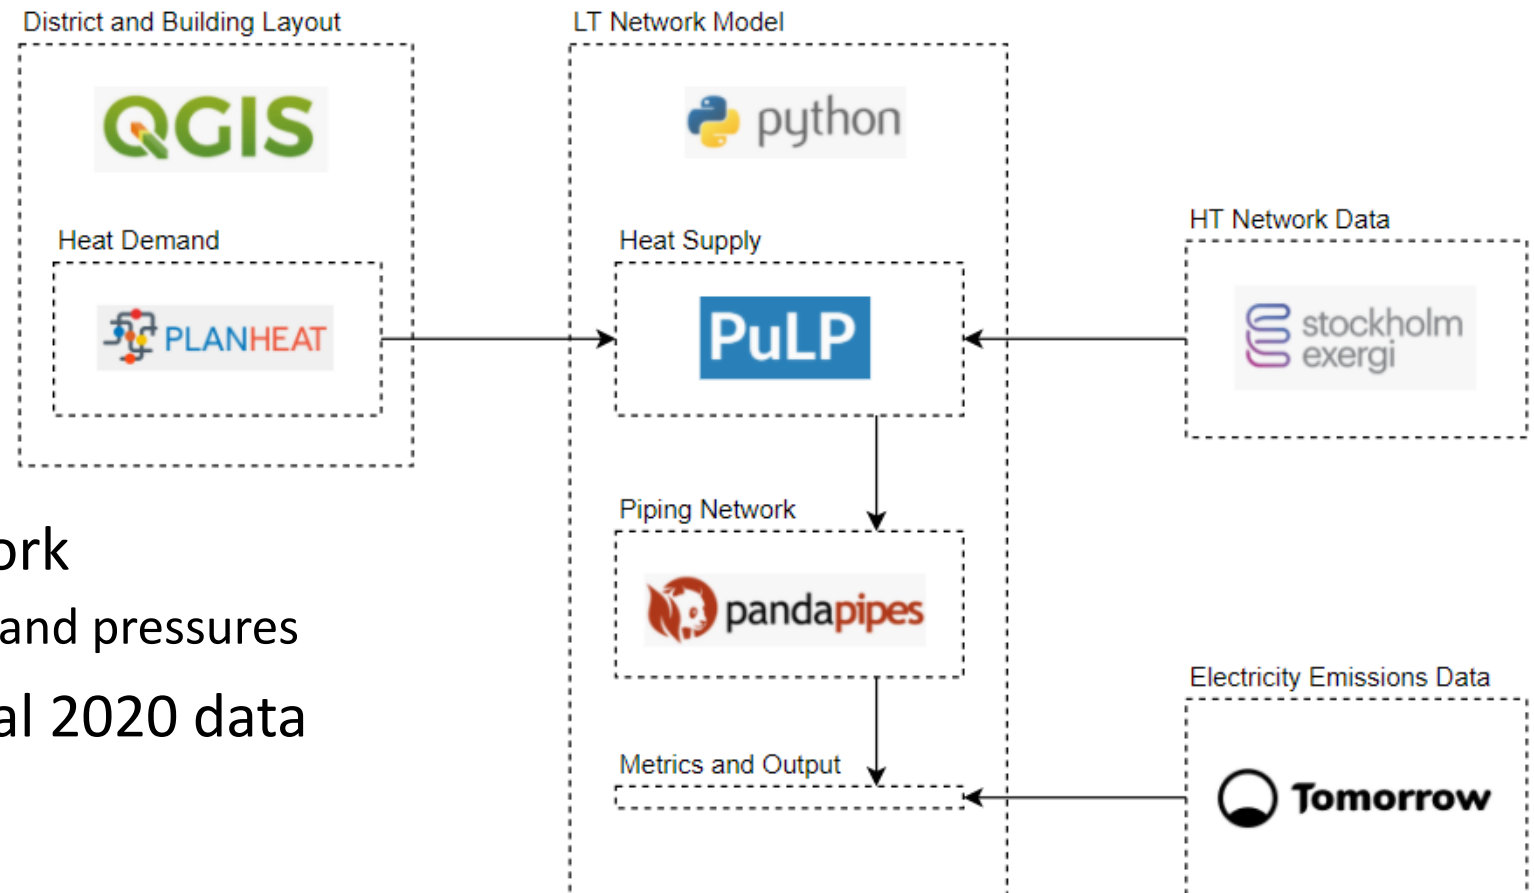 District and Building Layout
QGIS
Heat Demand
PLANHEAT
LT Network Model
python
Heat Supply
PuLP
Piping Network
pandapipes
Metrics and Output
HT Network Data
stockholm
exergi
Electricity Emissions Data
Tomorrow
ork
and pressures
al 2020 data